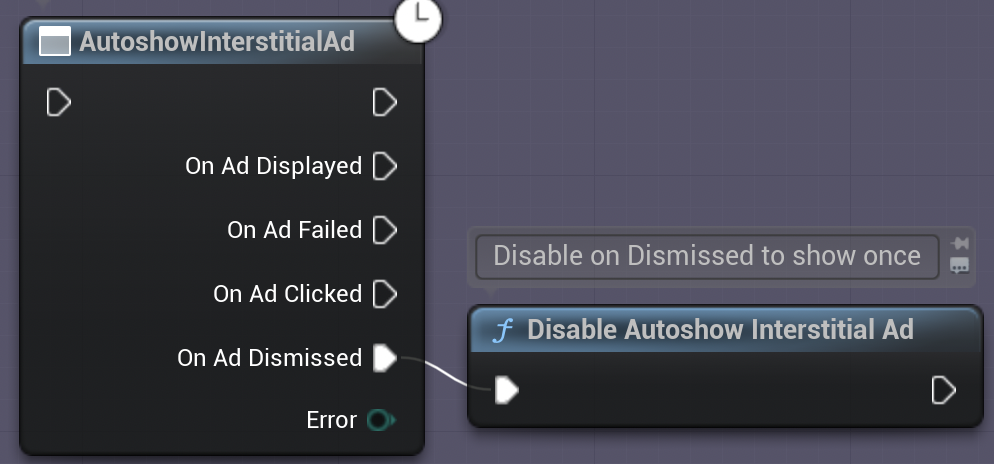 AutoshowInterstitialAd
On Ad Displayed
On Ad Failed
On Ad Clicked
On Ad Dismissed
Error
Disable on Dismissed to show once
f Disable Autoshow Interstitial Ad